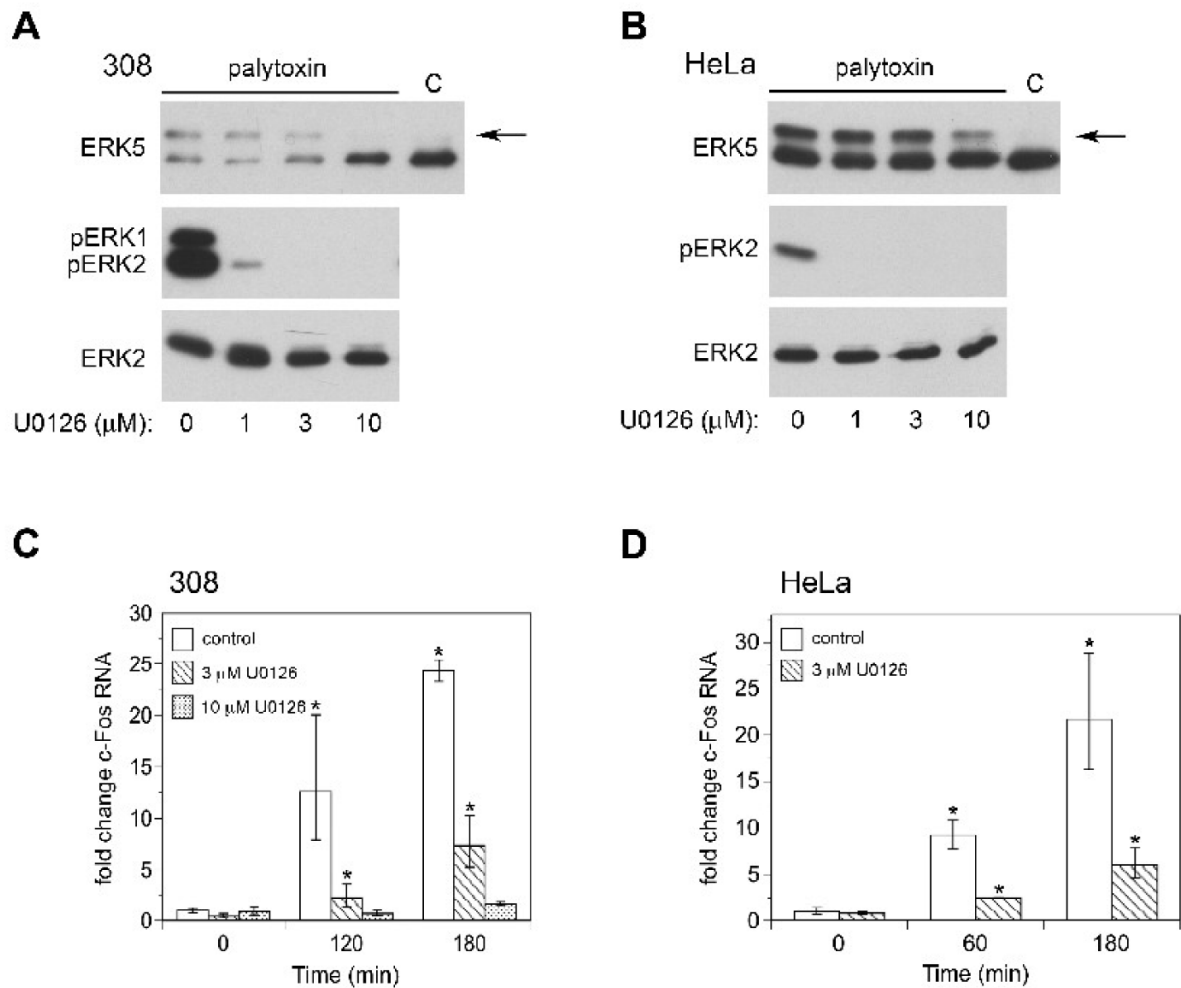 A
308
palytoxin
C
ERK5
pERK1
pERK2
ERK2
U0126 (μM): 0 1 3 10
B
HeLa
palytoxin
C
ERK5
pERK2
ERK2
U0126 (μM): 0 1 3 10
C
308
30
25
20
15
10
5
0
fold change c-Fos RNA
control
3 μM U0126
10 μM U0126
*
*
*
*
0 120 180
Time (min)
D
HeLa
30
25
20
15
10
5
0
fold change c-Fos RNA
control
3 μM U0126
*
*
*
*
0 60 180
Time (min)